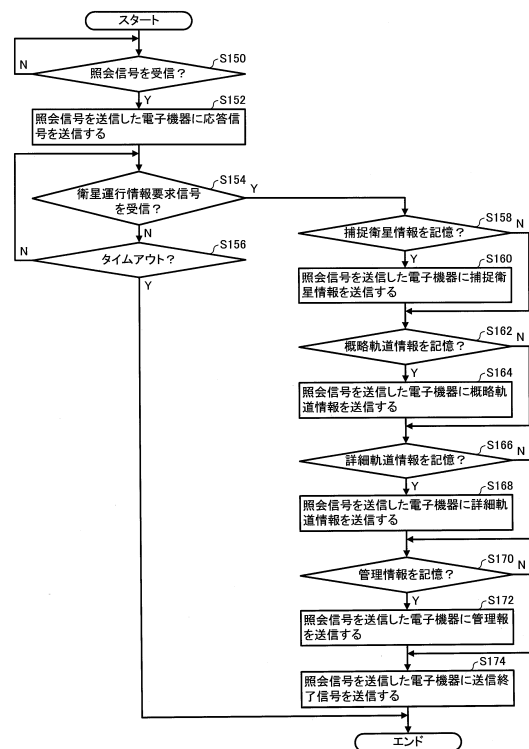 スタート
S150
照会信号を受信？
N
Y
S152
照会信号を送信した電子機器に応答信
号を送信する
S154
衛星運行情報要求信号
を受信？
Y
N
S156
タイムアウト？
N
Y
S158
捕捉衛星情報を記憶？
N
Y
S160
照会信号を送信した電子機器に捕捉衛
星情報を送信する
S162
概略軌道情報を記憶？
N
Y
S164
照会信号を送信した電子機器に概略軌
道情報を送信する
S166
詳細軌道情報を記憶？
N
Y
S168
照会信号を送信した電子機器に詳細軌
道情報を送信する
S170
管理情報を記憶？
N
Y
S172
照会信号を送信した電子機器に管理報
を送信する
S174
照会信号を送信した電子機器に送信終
了信号を送信する
エンド